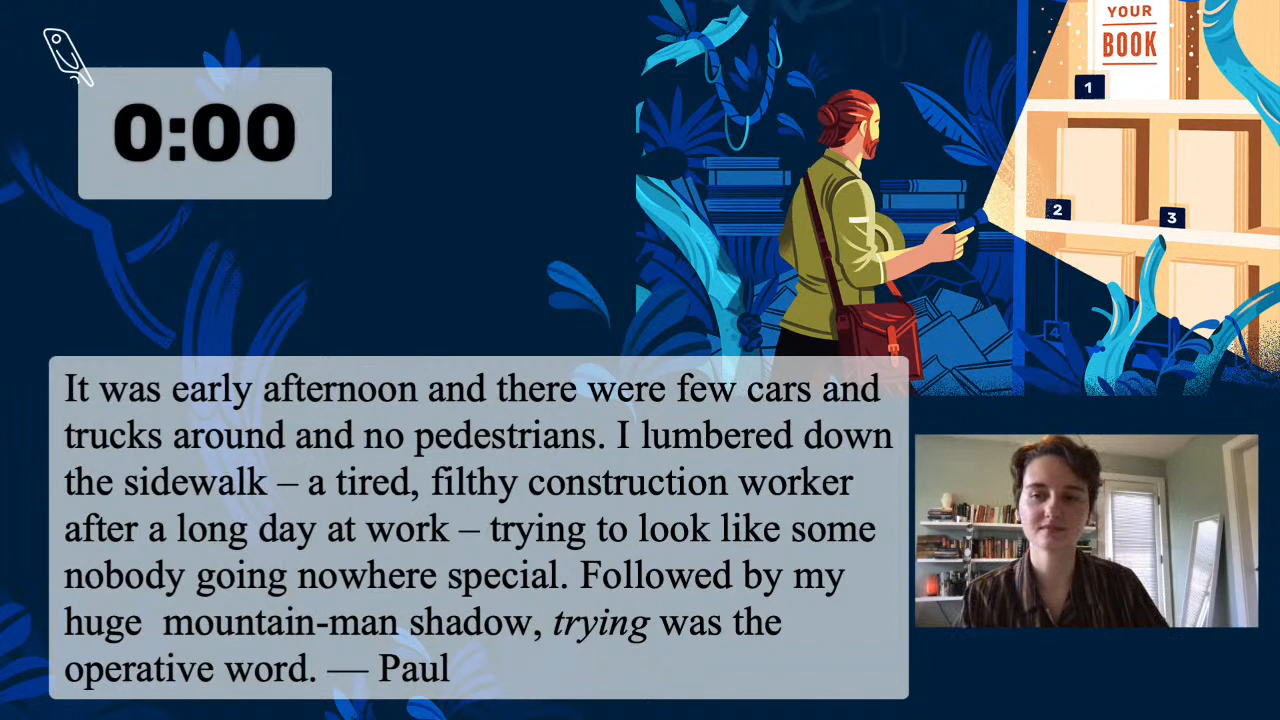 0:00
YOUR
BOOK
1
2
3
4
It was early afternoon and there were few cars and
trucks around and no pedestrians. I lumbered down
the sidewalk – a tired, filthy construction worker
after a long day at work – trying to look like some
nobody going nowhere special. Followed by my
huge  mountain-man shadow, trying was the
operative word. — Paul